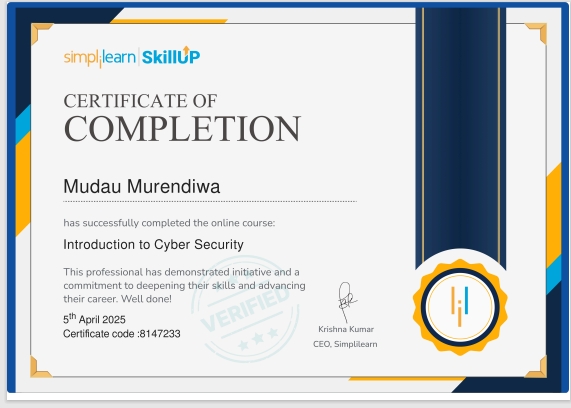 simplilearn | SkillUP
CERTIFICATE OF
COMPLETION
Mudau Murendiwa
has successfully completed the online course:
Introduction to Cyber Security
This professional has demonstrated initiative and a
commitment to deepening their skills and advancing
their career. Well done!
VERIFIED
5th April 2025
Certificate code :8147233
Krishna Kumar
CEO, Simplilearn